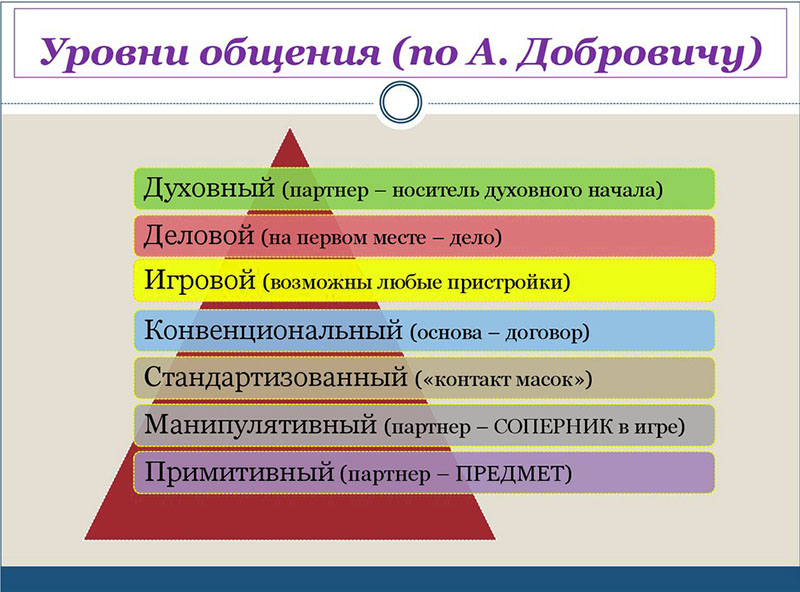 Уровни общения (по А. Добровичу)
Духовный (партнер – носитель духовного начала)
Деловой (на первом месте – дело)
Игровой (возможны любые пристройки)
Конвенциональный (основа – договор)
Стандартизованный («контакт масок»)
Манипулятивный (партнер – СОПЕРНИК в игре)
Примитивный (партнер – ПРЕДМЕТ)